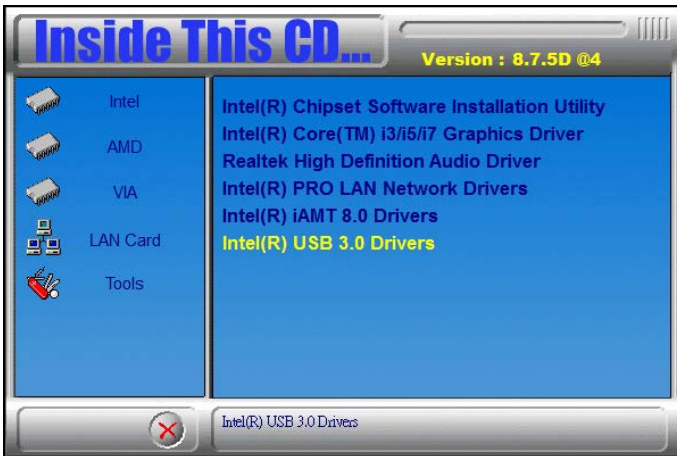 Inside This CD...
Version : 8.7.5D @4
Intel
AMD
VIA
LAN Card
Tools
Intel(R) Chipset Software Installation Utility
Intel(R) Core(TM) i3/i5/i7 Graphics Driver
Realtek High Definition Audio Driver
Intel(R) PRO LAN Network Drivers
Intel(R) iAMT 8.0 Drivers
Intel(R) USB 3.0 Drivers
Intel(R) USB 3.0 Drivers